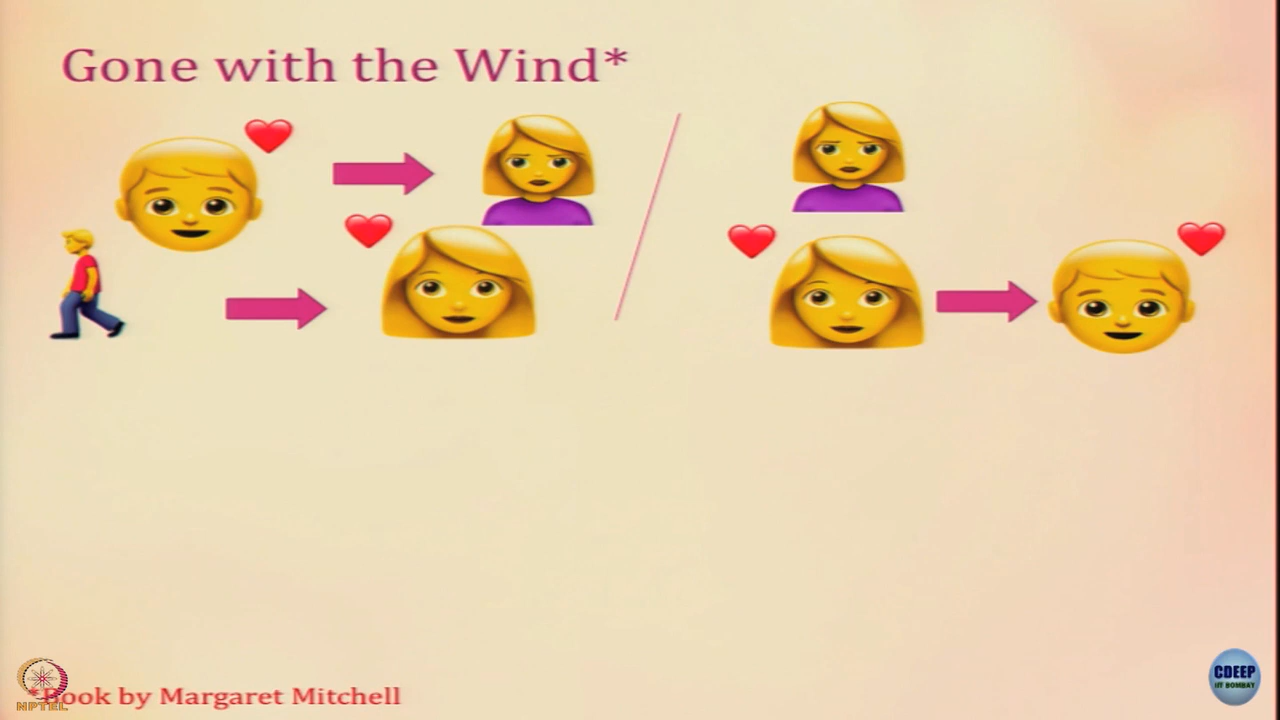 Gone with the Wind*
*Book by Margaret Mitchell
NPTEL
CDEEP
IIT BOMBAY